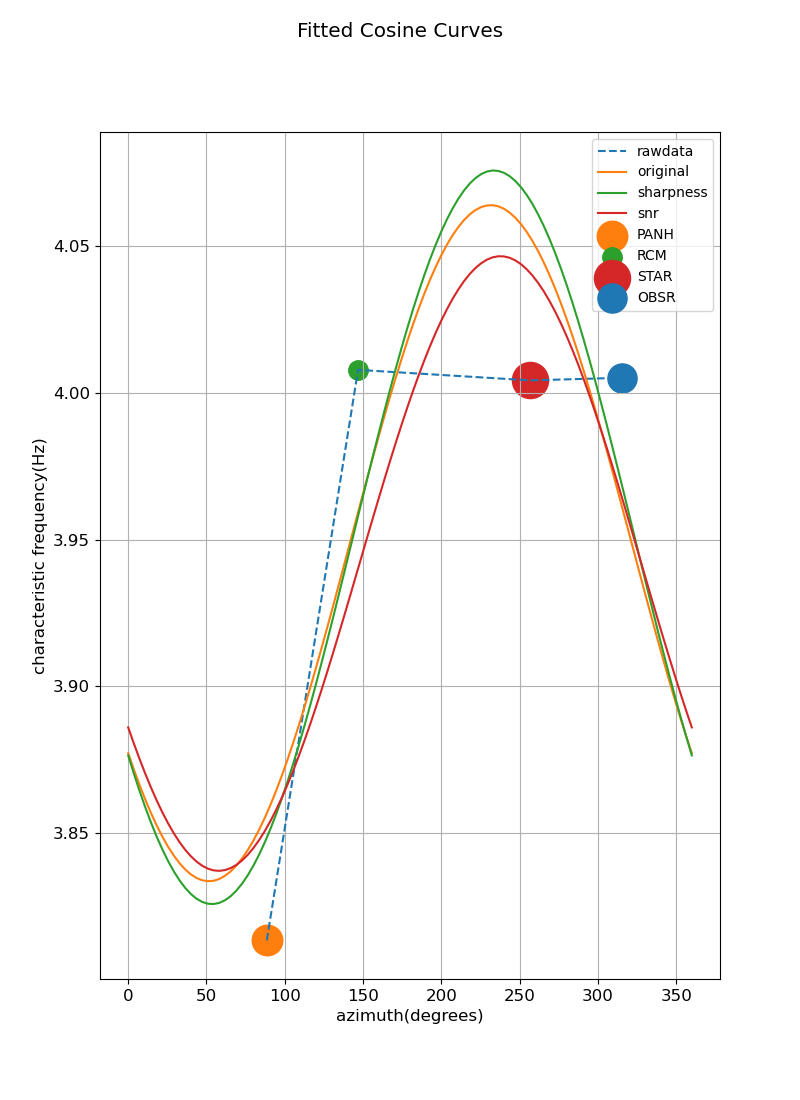 Fitted Cosine Curves
rawdata
original
sharpness
snr
PANH
RCM
STAR
OBSR
4.05
4.00
3.95
3.90
3.85
characteristic frequency(Hz)
0 50 100 150 200 250 300 350
azimuth(degrees)